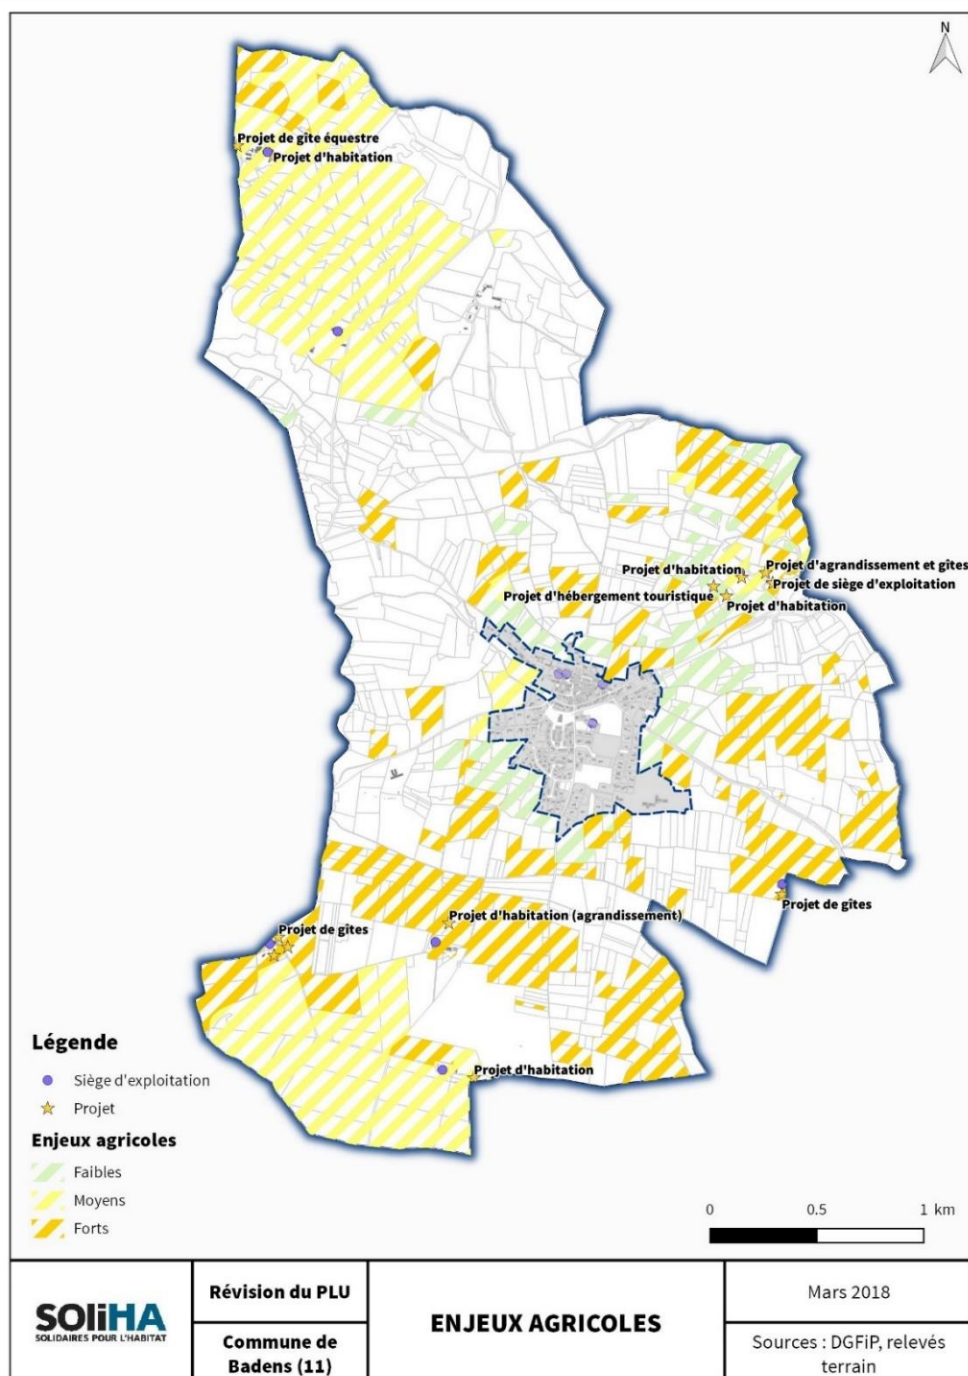 N
Projet de gîte équestre
Projet d'habitation
Projet d'habitation
Projet d'agrandissement et gîtes
Projet de siège d'exploitation
Projet d'hébergement touristique
Projet d'habitation
Projet de gîtes
Projet d'habitation (agrandissement)
Projet de gîtes
Projet d'habitation
Légende
Siège d'exploitation
Projet
Enjeux agricoles
Faibles
Moyens
Forts
0 0.5 1 km
SOLiHA
SOLIDAIRES POUR L'HABITAT
Révision du PLU
Commune de
Badens (11)
ENJEUX AGRICOLES
Mars 2018
Sources : DGFiP, relevés
terrain